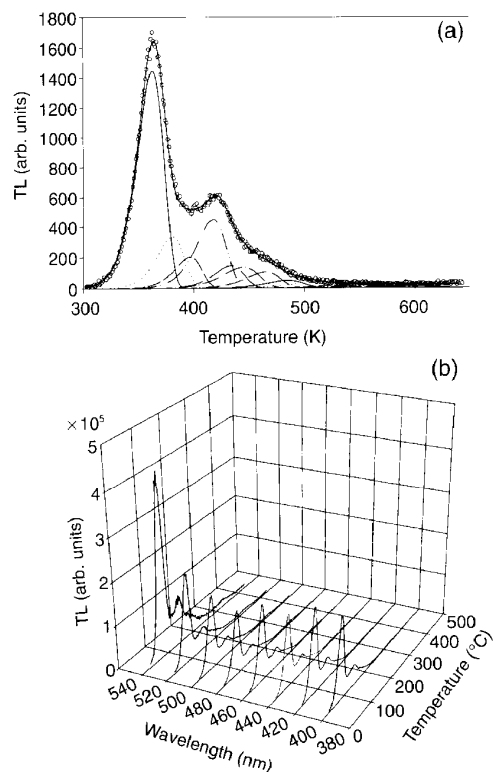 (a)
1800
1600
1400
1200
1000
800
600
400
200
0
TL (arb. units)
300 400 500 600
Temperature (K)
(b)
× 10⁵
5
4
3
2
1
0
TL (arb. units)
540 520 500 480 460 440 420 400 380
Wavelength (nm)
0 100 200 300 400 500
Temperature (°C)